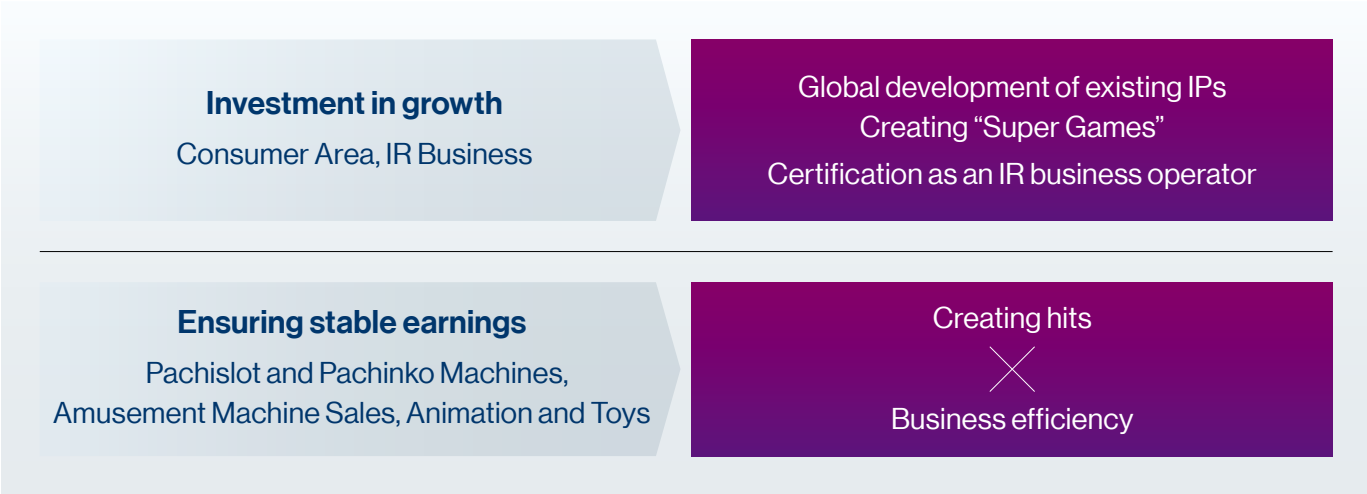 Investment in growth
Consumer Area, IR Business
Global development of existing IPs
Creating “Super Games”
Certification as an IR business operator
Ensuring stable earnings
Pachislot and Pachinko Machines,
Amusement Machine Sales, Animation and Toys
Creating hits
×
Business efficiency